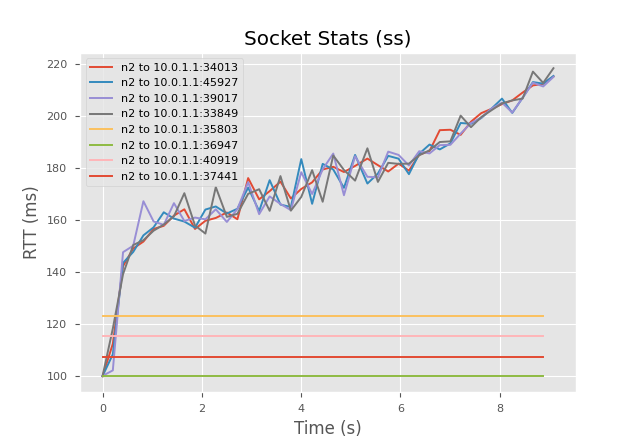 Socket Stats (ss)
n2 to 10.0.1.1:34013
n2 to 10.0.1.1:45927
n2 to 10.0.1.1:39017
n2 to 10.0.1.1:33849
n2 to 10.0.1.1:35803
n2 to 10.0.1.1:36947
n2 to 10.0.1.1:40919
n2 to 10.0.1.1:37441
220
200
180
160
140
120
100
RTT (ms)
0 2 4 6 8
Time (s)